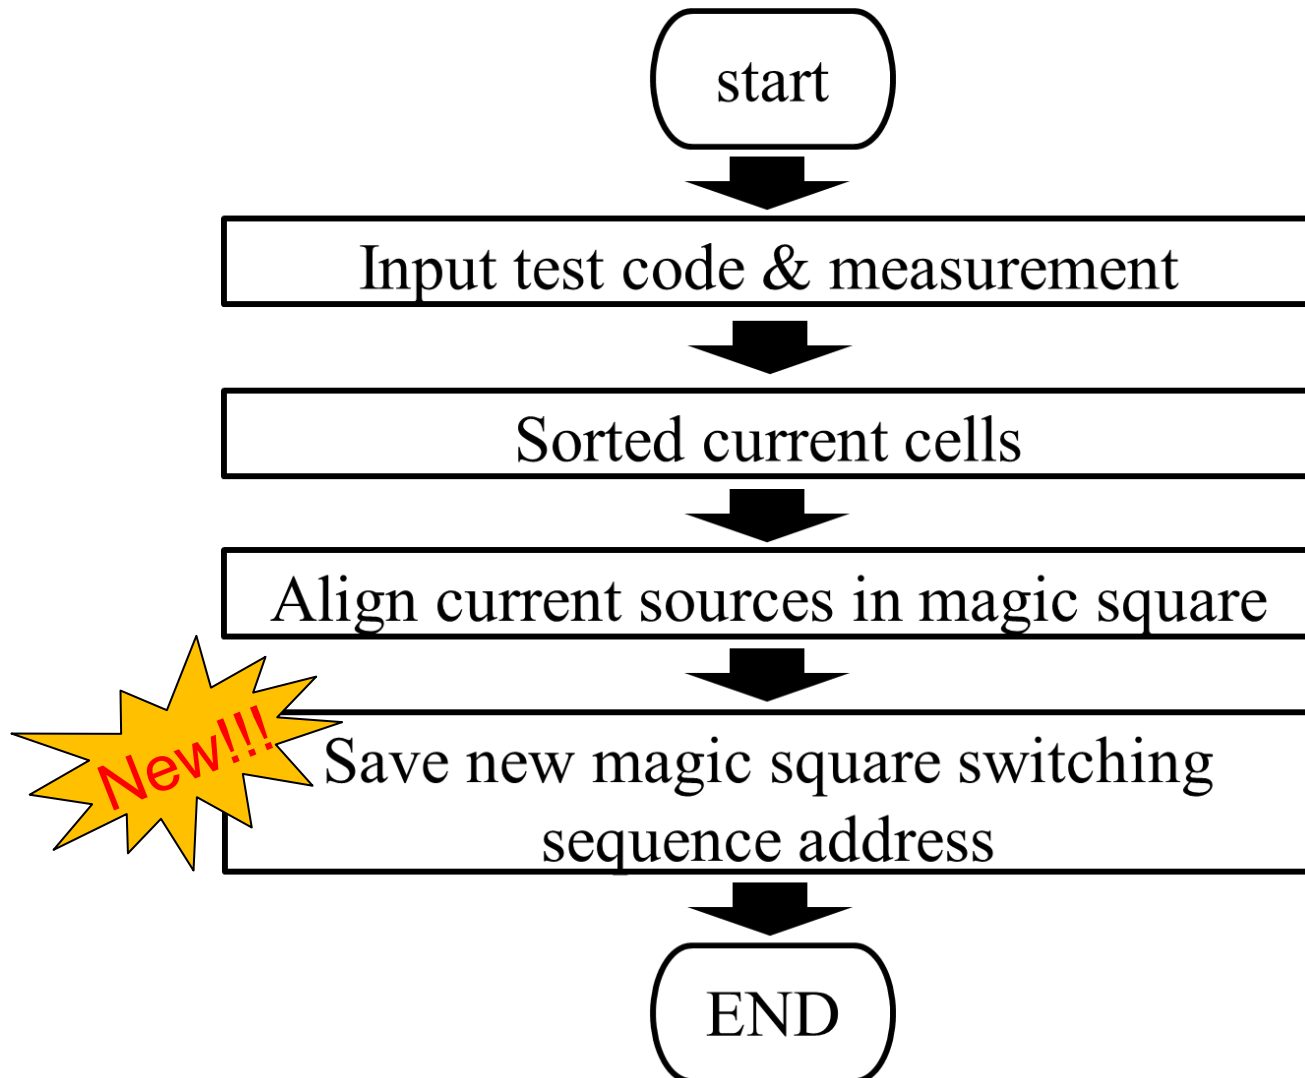 start
Input test code & measurement
Sorted current cells
Align current sources in magic square
New!!!
Save new magic square switching
sequence address
END